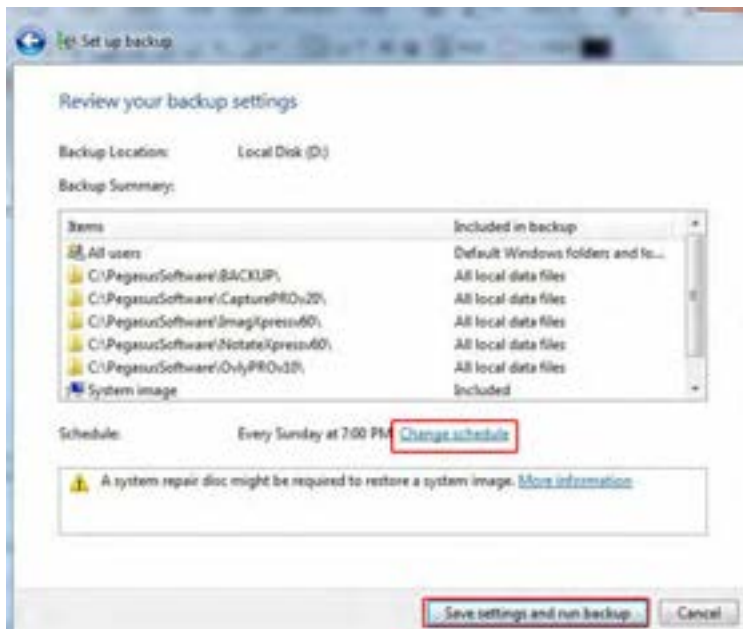 Set up backup
Review your backup settings
Backup Location: Local Disk (D:)
Backup Summary:
Items Included in backup
All users Default Windows folders and lo...
C:\PegasusSoftware\BACKUP\ All local data files
C:\PegasusSoftware\CapturePROv20\ All local data files
C:\PegasusSoftware\ImagXpressv60\ All local data files
C:\PegasusSoftware\NotateXpressv60\ All local data files
C:\PegasusSoftware\OvlyPROv10\ All local data files
System image Included
Schedule: Every Sunday at 7:00 PM Change schedule
A system repair disc might be required to restore a system image. More information
Save settings and run backup Cancel